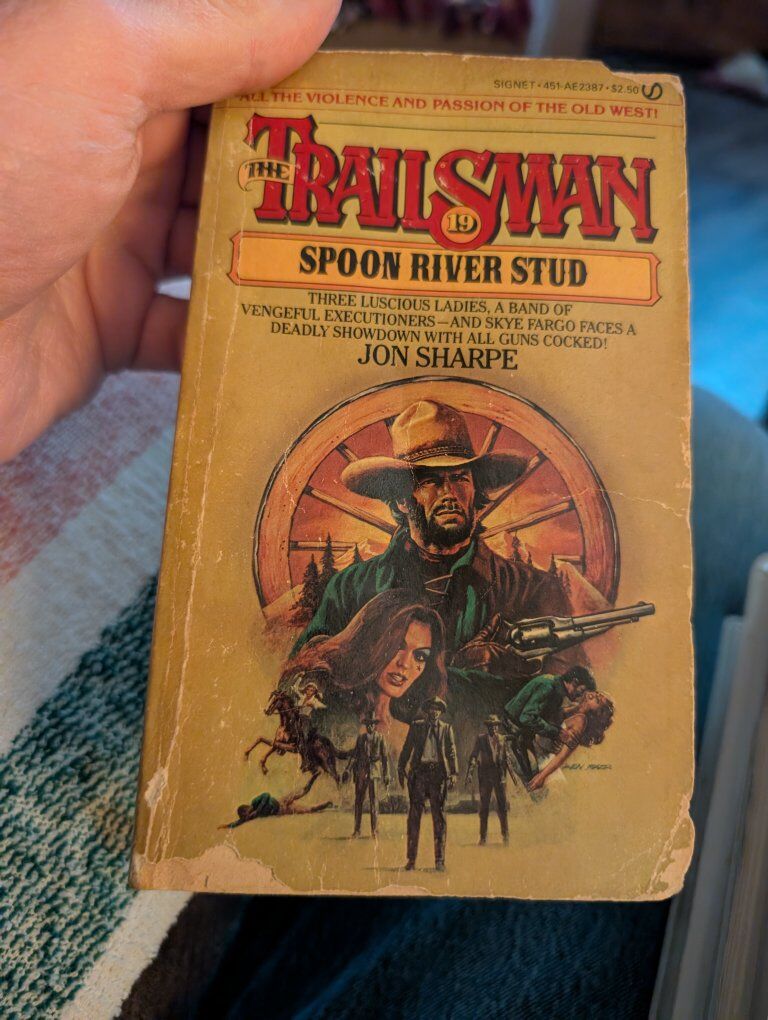 SIGNET • 451-AE2387 • $2.50
ALL THE VIOLENCE AND PASSION OF THE OLD WEST!
THE TRAILSMAN
19
SPOON RIVER STUD
THREE LUSCIOUS LADIES, A BAND OF
VENGEFUL EXECUTIONERS—AND SKYE FARGO FACES A
DEADLY SHOWDOWN WITH ALL GUNS COCKED!
JON SHARPE